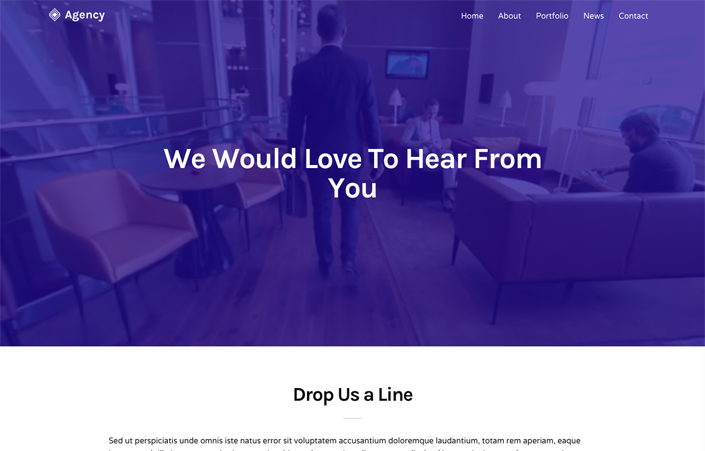 Agency
Home About Portfolio News Contact
We Would Love To Hear From
You
Drop Us a Line
Sed ut perspiciatis unde omnis iste natus error sit voluptatem accusantium doloremque laudantium, totam rem aperiam, eaque